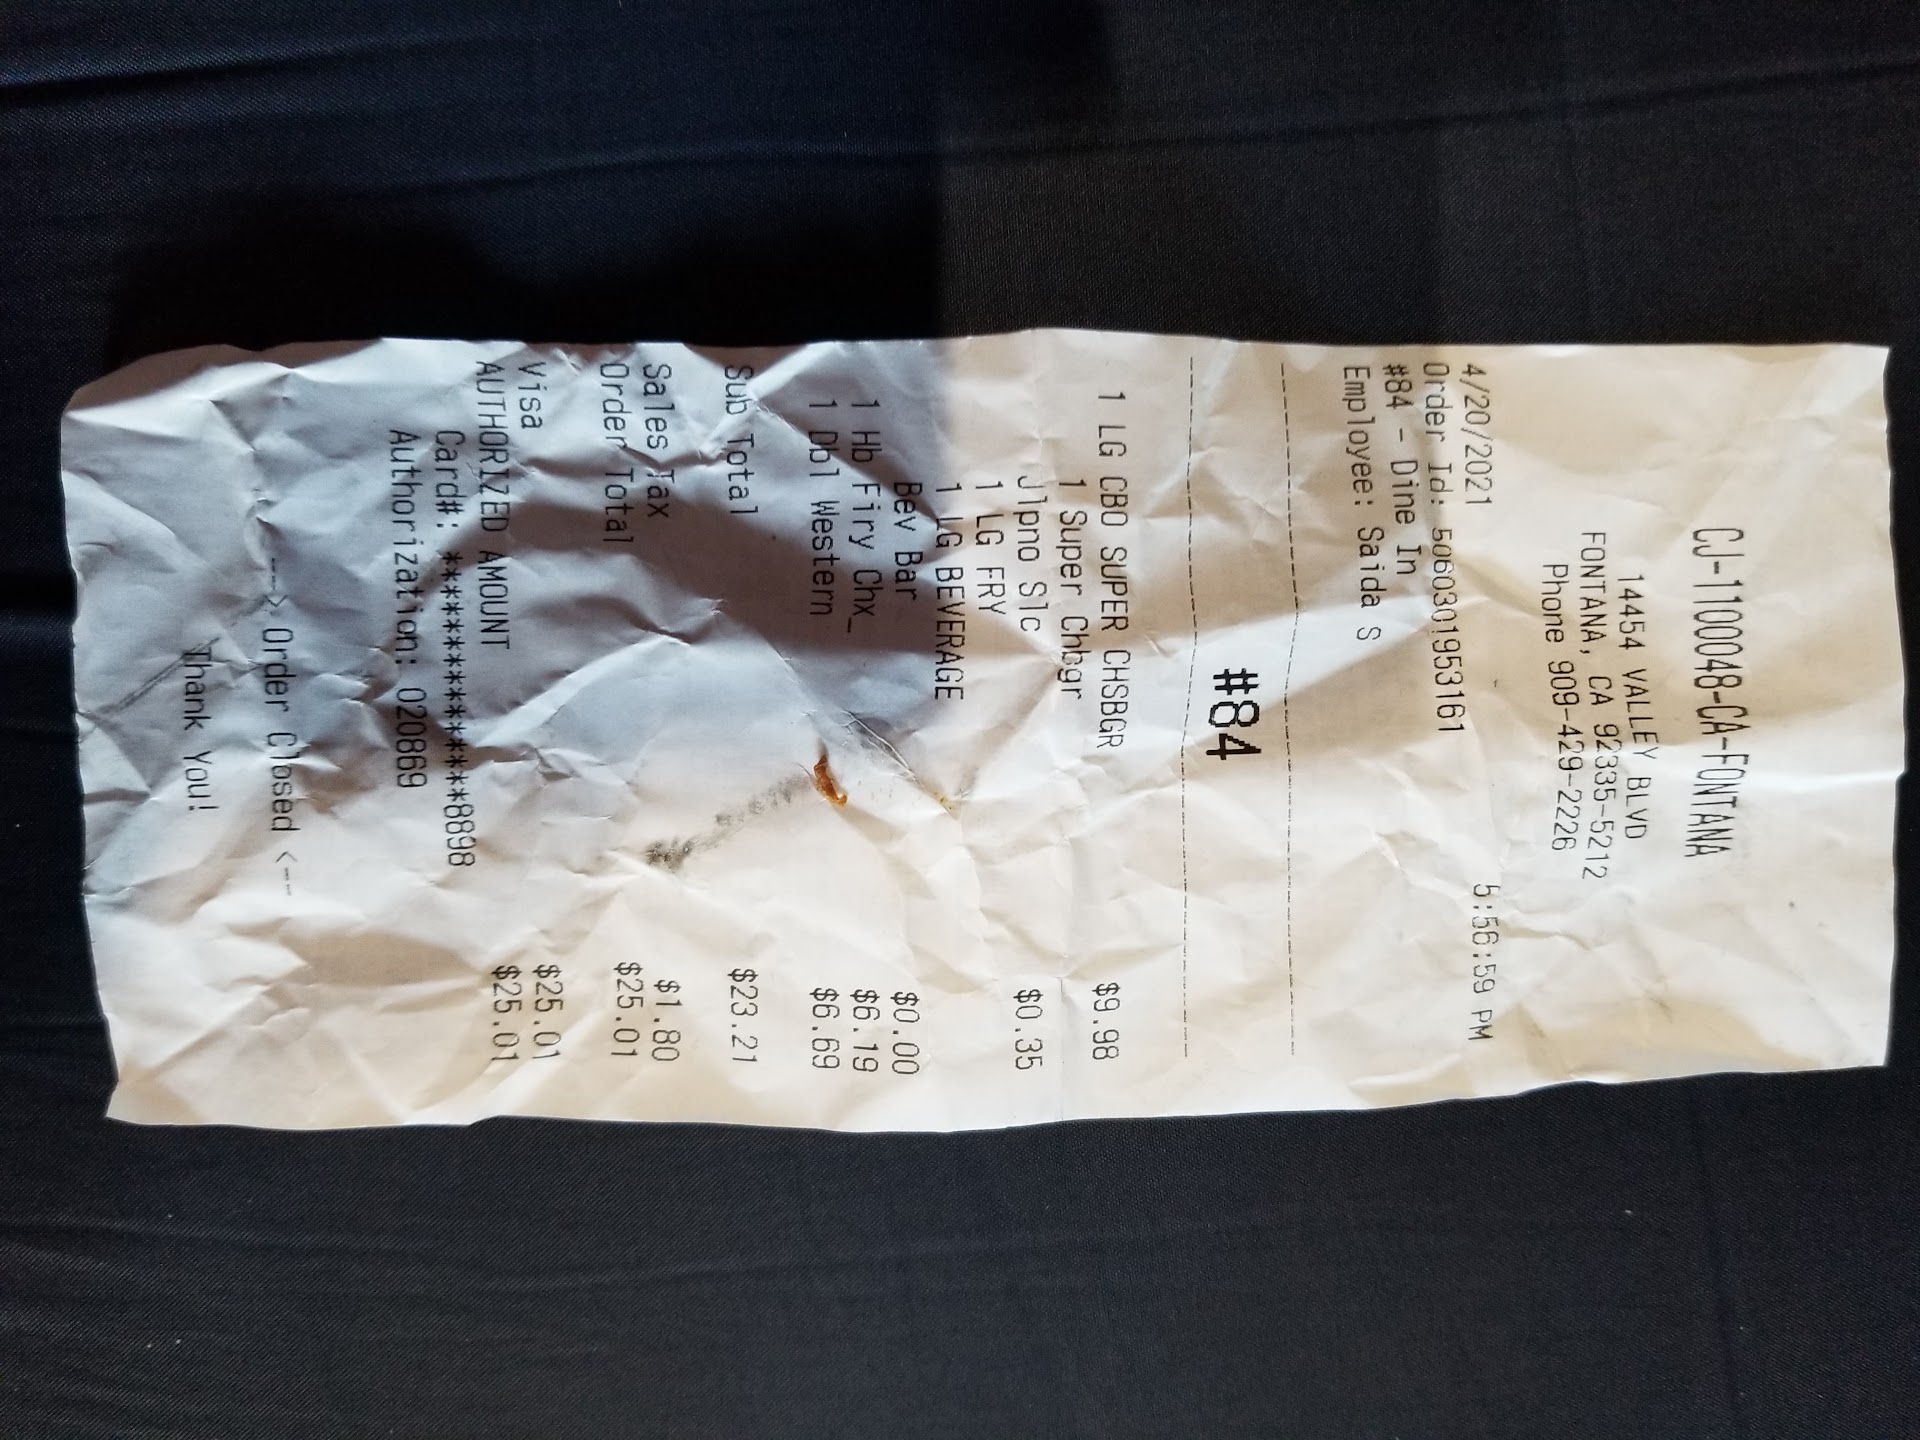 CJ-1100048-CA-FONTANA
14454 VALLEY BLVD
FONTANA, CA 92335-5212
Phone 909-429-2226
4/20/2021 5:56:59 PM
Order Id: 5060301953161
#84 - Dine In
Employee: Saida S
#84
1 LG CBO SUPER CHSBGR $9.98
1 Super Chbgr
Jlpno Slc $0.35
1 LG FRY
1 LG BEVERAGE
Bev Bar $0.00
1 Hb Firy Chx_ $6.19
1 Dbl Western $6.69
Sub Total $23.21
Sales Tax $1.80
Order Total $25.01
Visa $25.01
AUTHORIZED AMOUNT $25.01
Card#: ************8898
Authorization: 020869
--> Order Closed <--
Thank You!